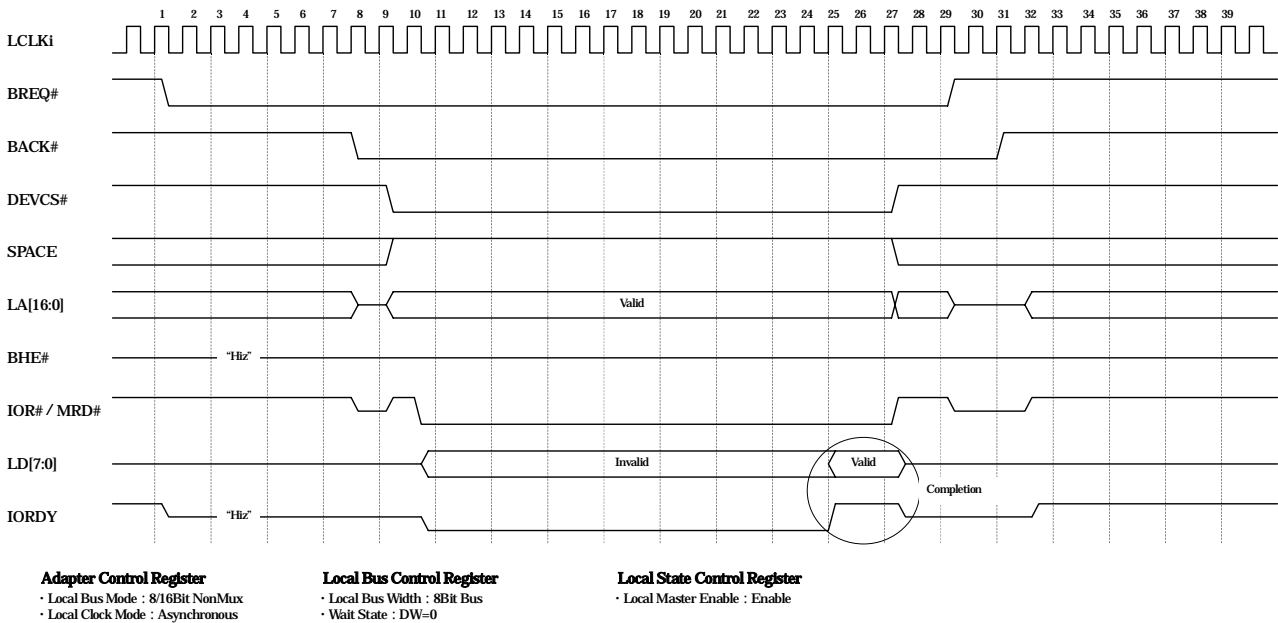 1 2 3 4 5 6 7 8 9 10 11 12 13 14 15 16 17 18 19 20 21 22 23 24 25 26 27 28 29 30 31 32 33 34 35 36 37 38 39
LCLKi
BREQ#
BACK#
DEVCS#
SPACE
LA[16:0] Valid
BHE# “Hiz”
IOR# / MRD#
LD[7:0] Invalid Valid
Completion
IORDY “Hiz”
Adapter Control Register
・Local Bus Mode : 8/16Bit NonMux
・Local Clock Mode : Asynchronous
Local Bus Control Register
・Local Bus Width : 8Bit Bus
・Wait State : DW=0
Local State Control Register
・Local Master Enable : Enable